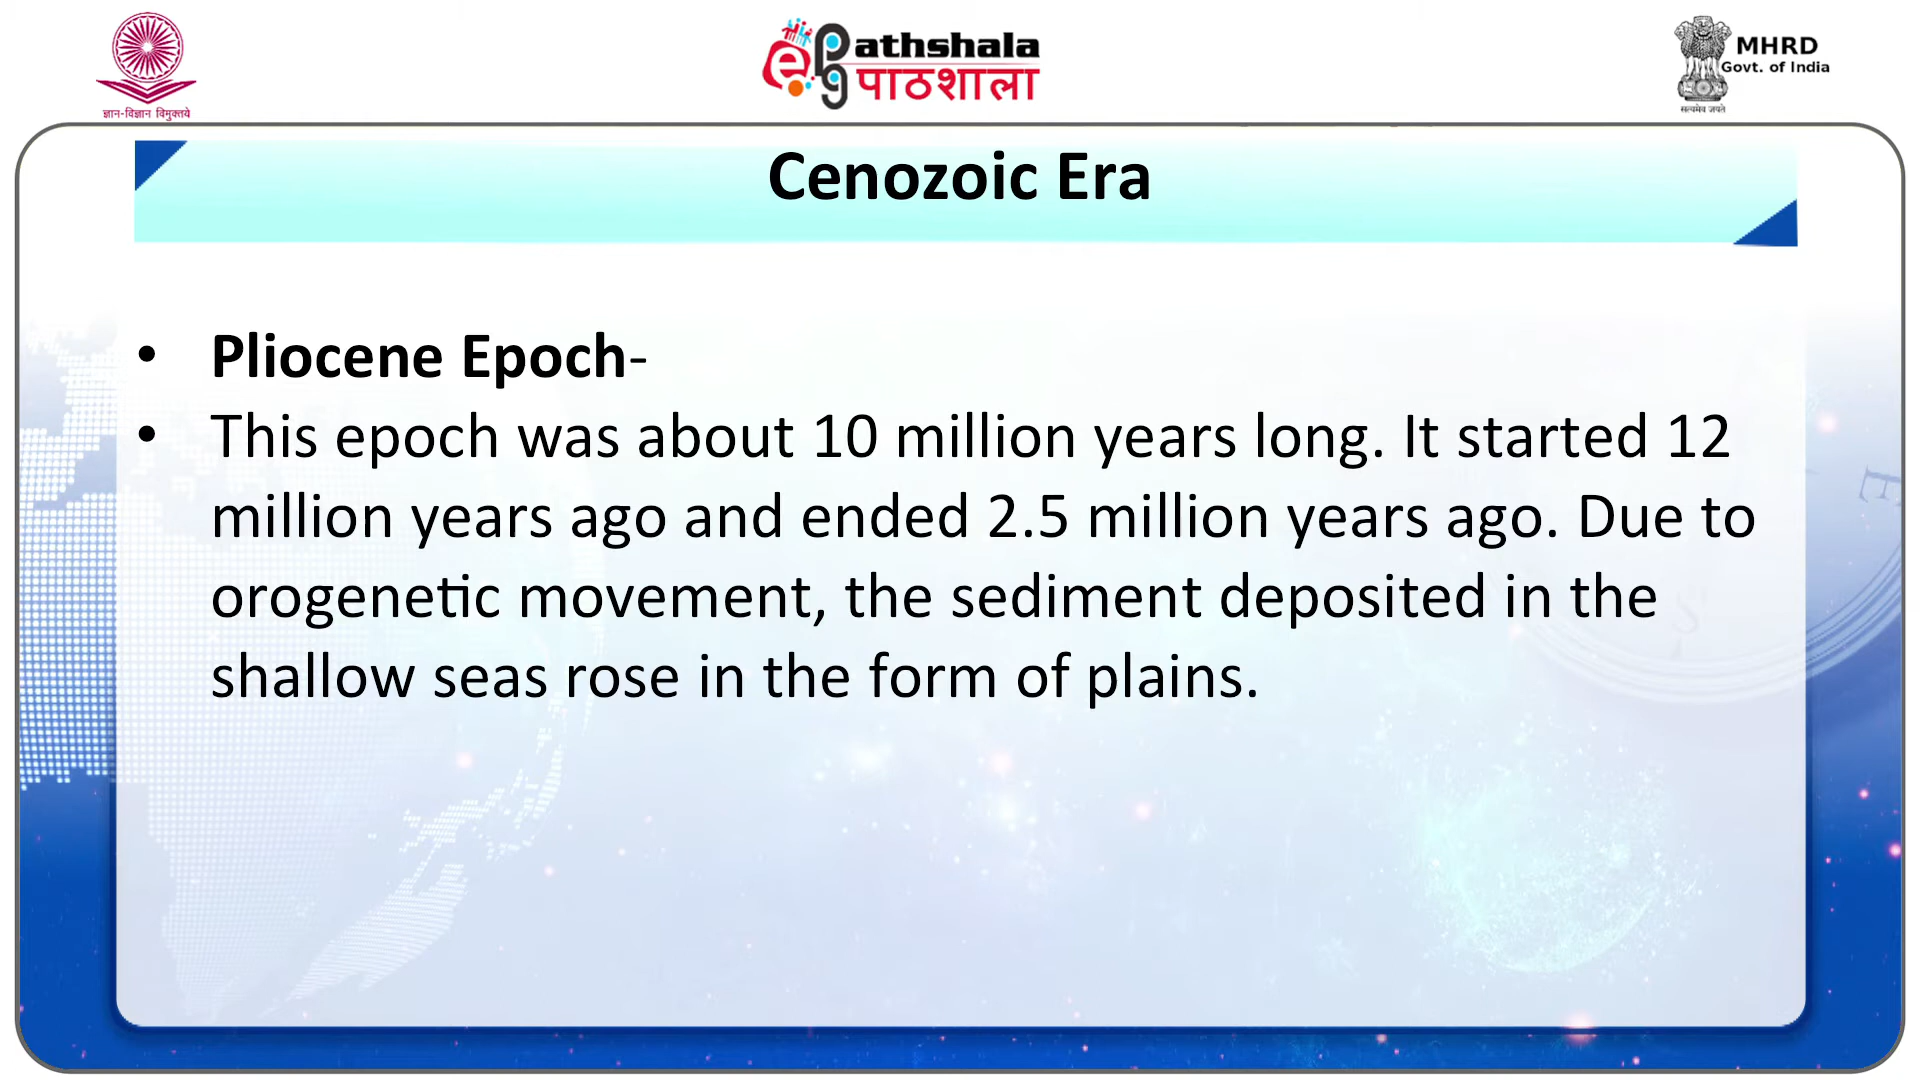 ज्ञान-विज्ञान विमुक्तये
ePG
athshala
पाठशाला
MHRD
Govt. of India
सत्यमेव जयते
Cenozoic Era
• Pliocene Epoch-
• This epoch was about 10 million years long. It started 12
million years ago and ended 2.5 million years ago. Due to
orogenetic movement, the sediment deposited in the
shallow seas rose in the form of plains.